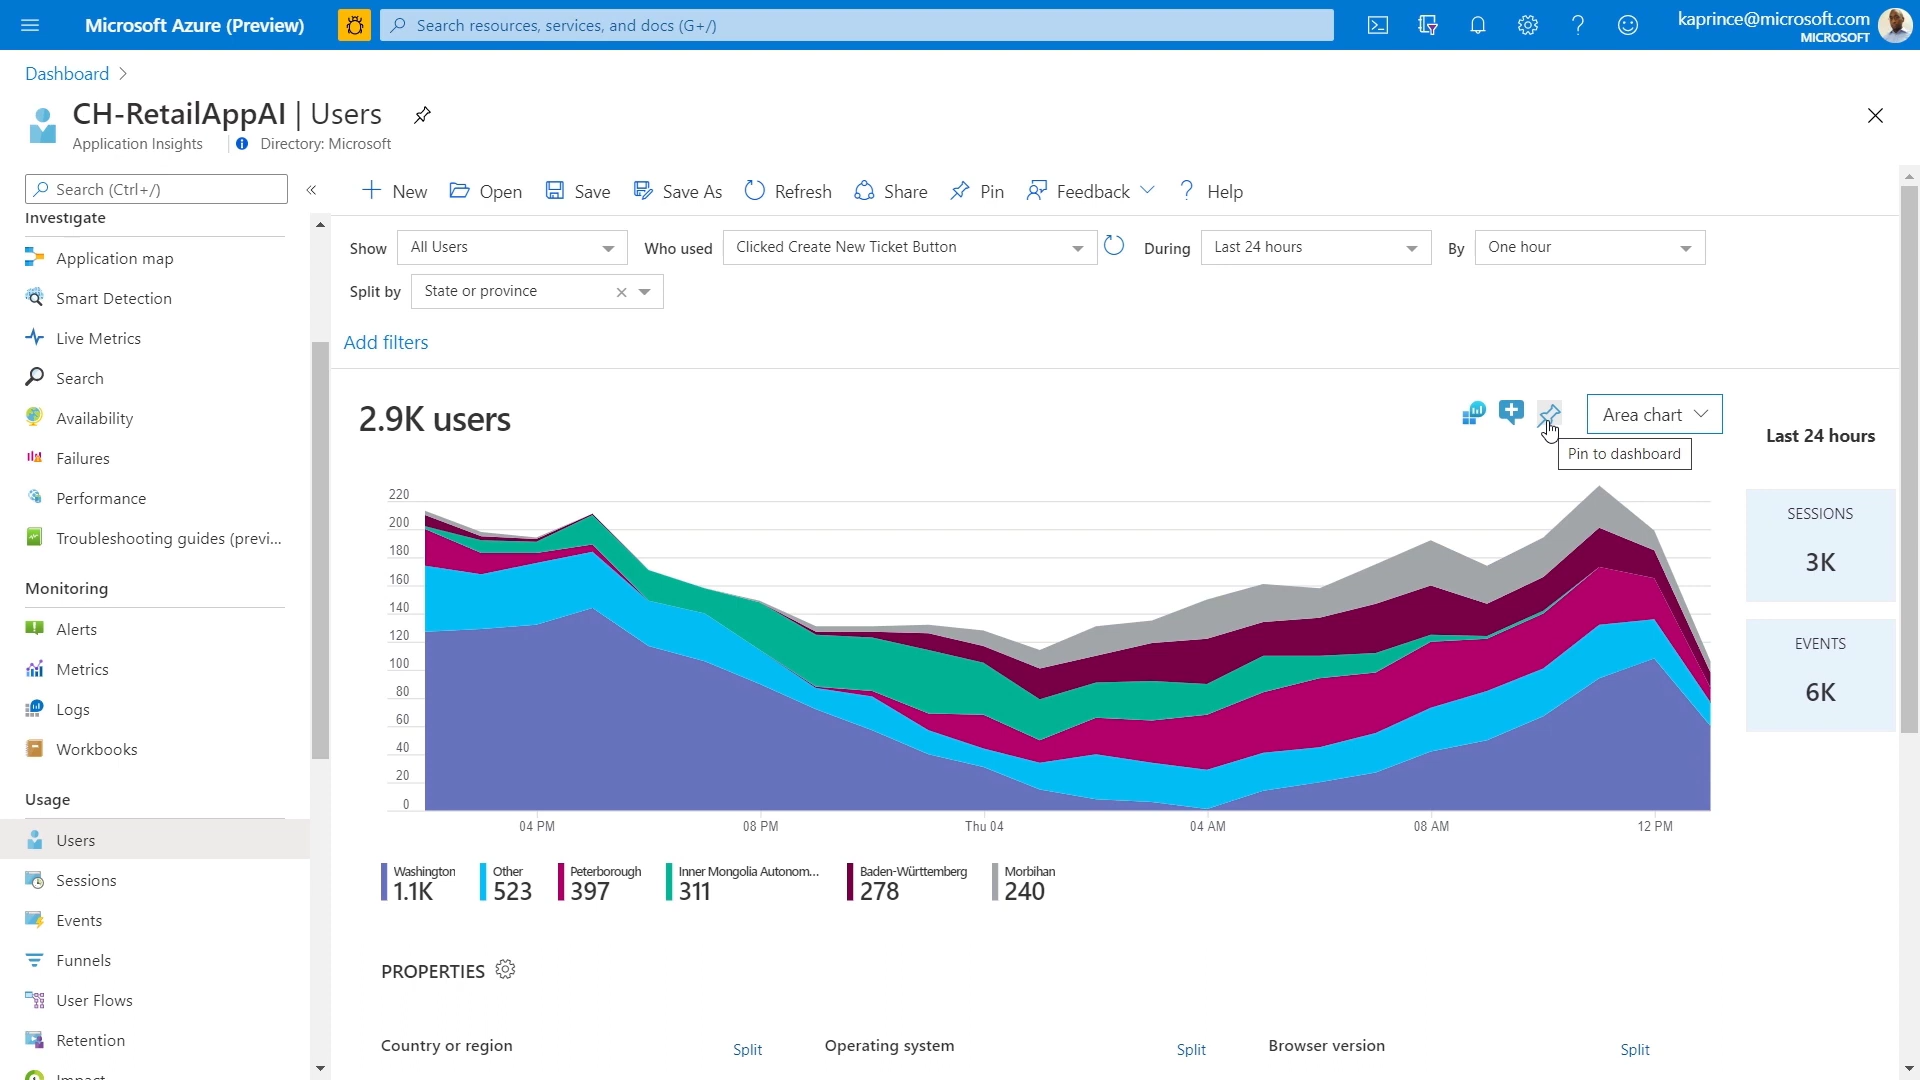 Microsoft Azure (Preview)
Search resources, services, and docs (G+/)
kaprince@microsoft.com
MICROSOFT
Dashboard
CH-RetailAppAI | Users
Application Insights
Directory: Microsoft
Search (Ctrl+/)
New Open Save Save As Refresh Share Pin Feedback Help
Investigate
Application map
Smart Detection
Live Metrics
Search
Availability
Failures
Performance
Troubleshooting guides (previ...
Monitoring
Alerts
Metrics
Logs
Workbooks
Usage
Users
Sessions
Events
Funnels
User Flows
Retention
Impact
Show All Users Who used Clicked Create New Ticket Button During Last 24 hours By One hour
Split by State or province
Add filters
2.9K users
Area chart
Pin to dashboard
Last 24 hours
SESSIONS
3K
EVENTS
6K
220
200
180
160
140
120
100
80
60
40
20
0
04 PM 08 PM Thu 04 04 AM 08 AM 12 PM
Washington Other Peterborough Inner Mongolia Autonom... Baden-Württemberg Morbihan
1.1K 523 397 311 278 240
PROPERTIES
Country or region Split Operating system Split Browser version Split